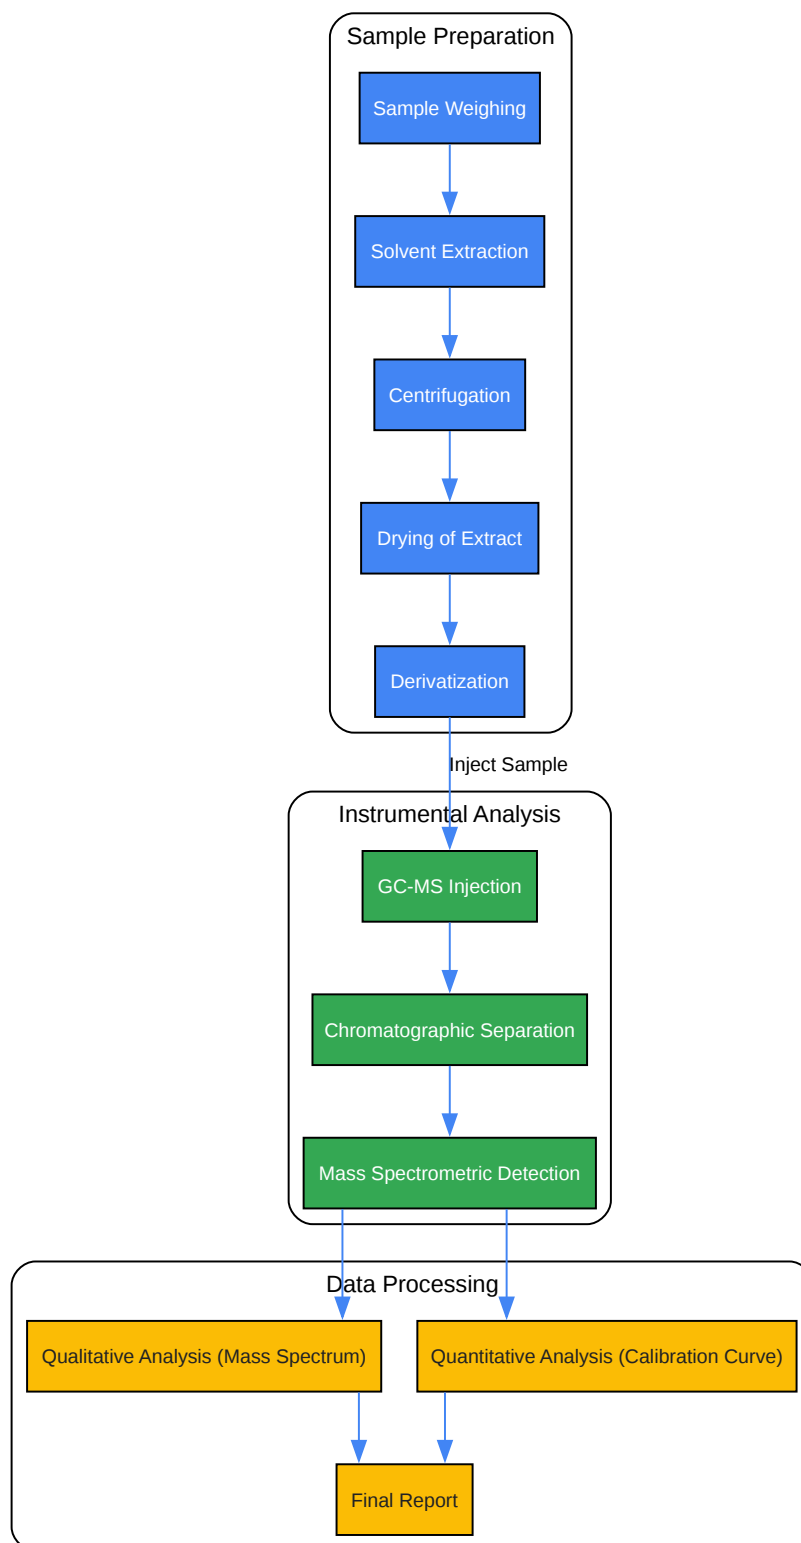 Sample Preparation
Sample Weighing
Solvent Extraction
Centrifugation
Drying of Extract
Derivatization
Inject Sample
Instrumental Analysis
GC-MS Injection
Chromatographic Separation
Mass Spectrometric Detection
Data Processing
Qualitative Analysis (Mass Spectrum)
Quantitative Analysis (Calibration Curve)
Final Report